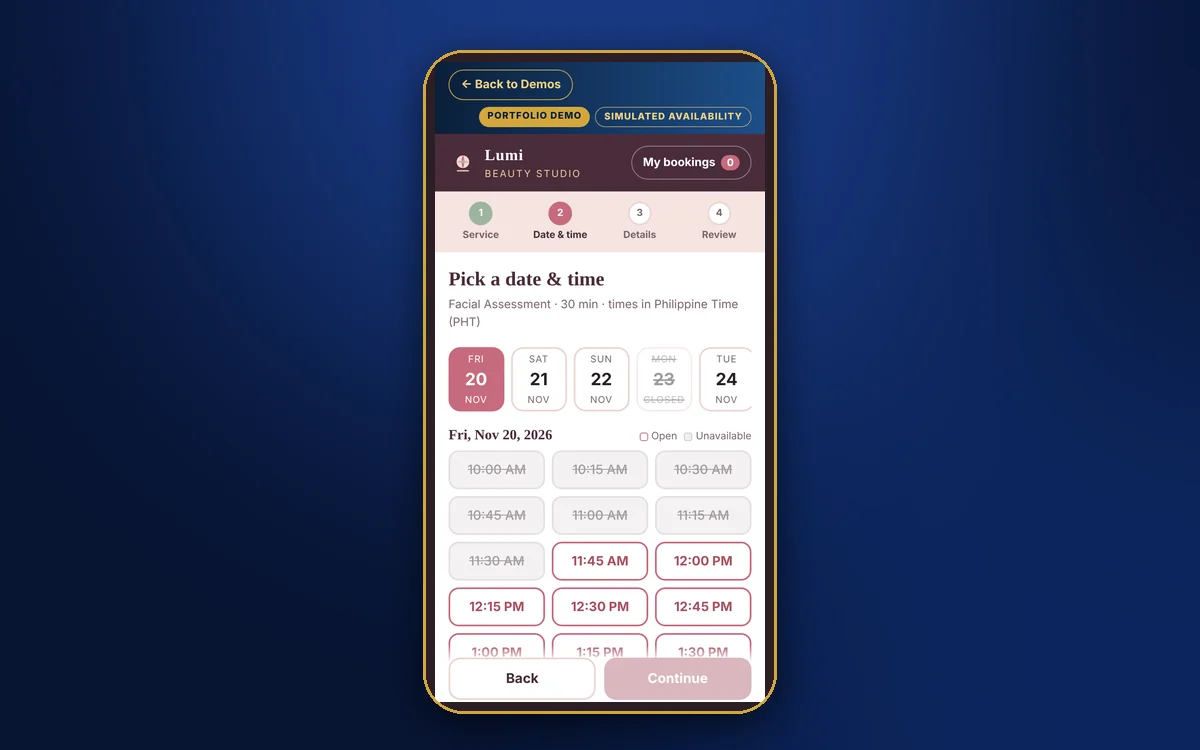 ← Back to Demos
PORTFOLIO DEMO SIMULATED AVAILABILITY
Lumi
BEAUTY STUDIO
My bookings 0
1 2 3 4
Service Date & time Details Review
Pick a date & time
Facial Assessment · 30 min · times in Philippine Time
(PHT)
FRI SAT SUN MON TUE
20 21 22 23 24
NOV NOV NOV CLOSED NOV
Fri, Nov 20, 2026 Open Unavailable
10:00 AM 10:15 AM 10:30 AM
10:45 AM 11:00 AM 11:15 AM
11:30 AM 11:45 AM 12:00 PM
12:15 PM 12:30 PM 12:45 PM
1:00 PM 1:15 PM 1:30 PM
Back Continue